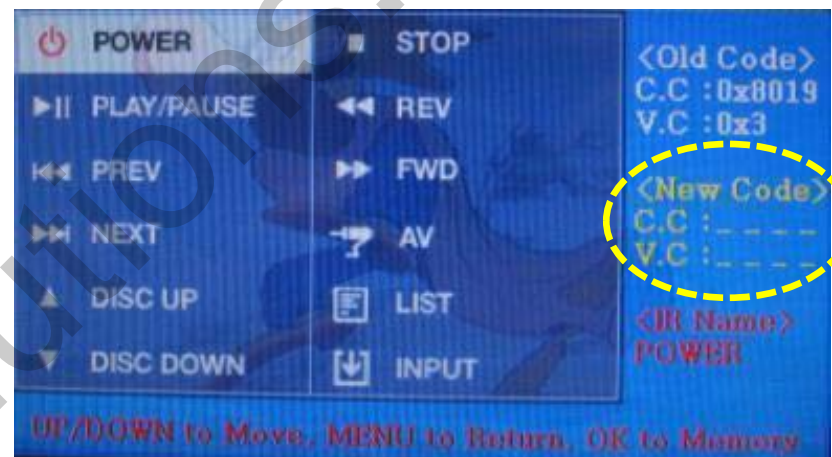 POWER
PLAY/PAUSE
PREV
NEXT
DISC UP
DISC DOWN
STOP
REV
FWD
AV
LIST
INPUT
<Old Code>
C.C :0x8019
V.C :0x3
<New Code>
C.C :_ _ _ _
V.C :_ _ _ _
<IR Name>
POWER
UP/DOWN to Move, MENU to Return, OK to Memory